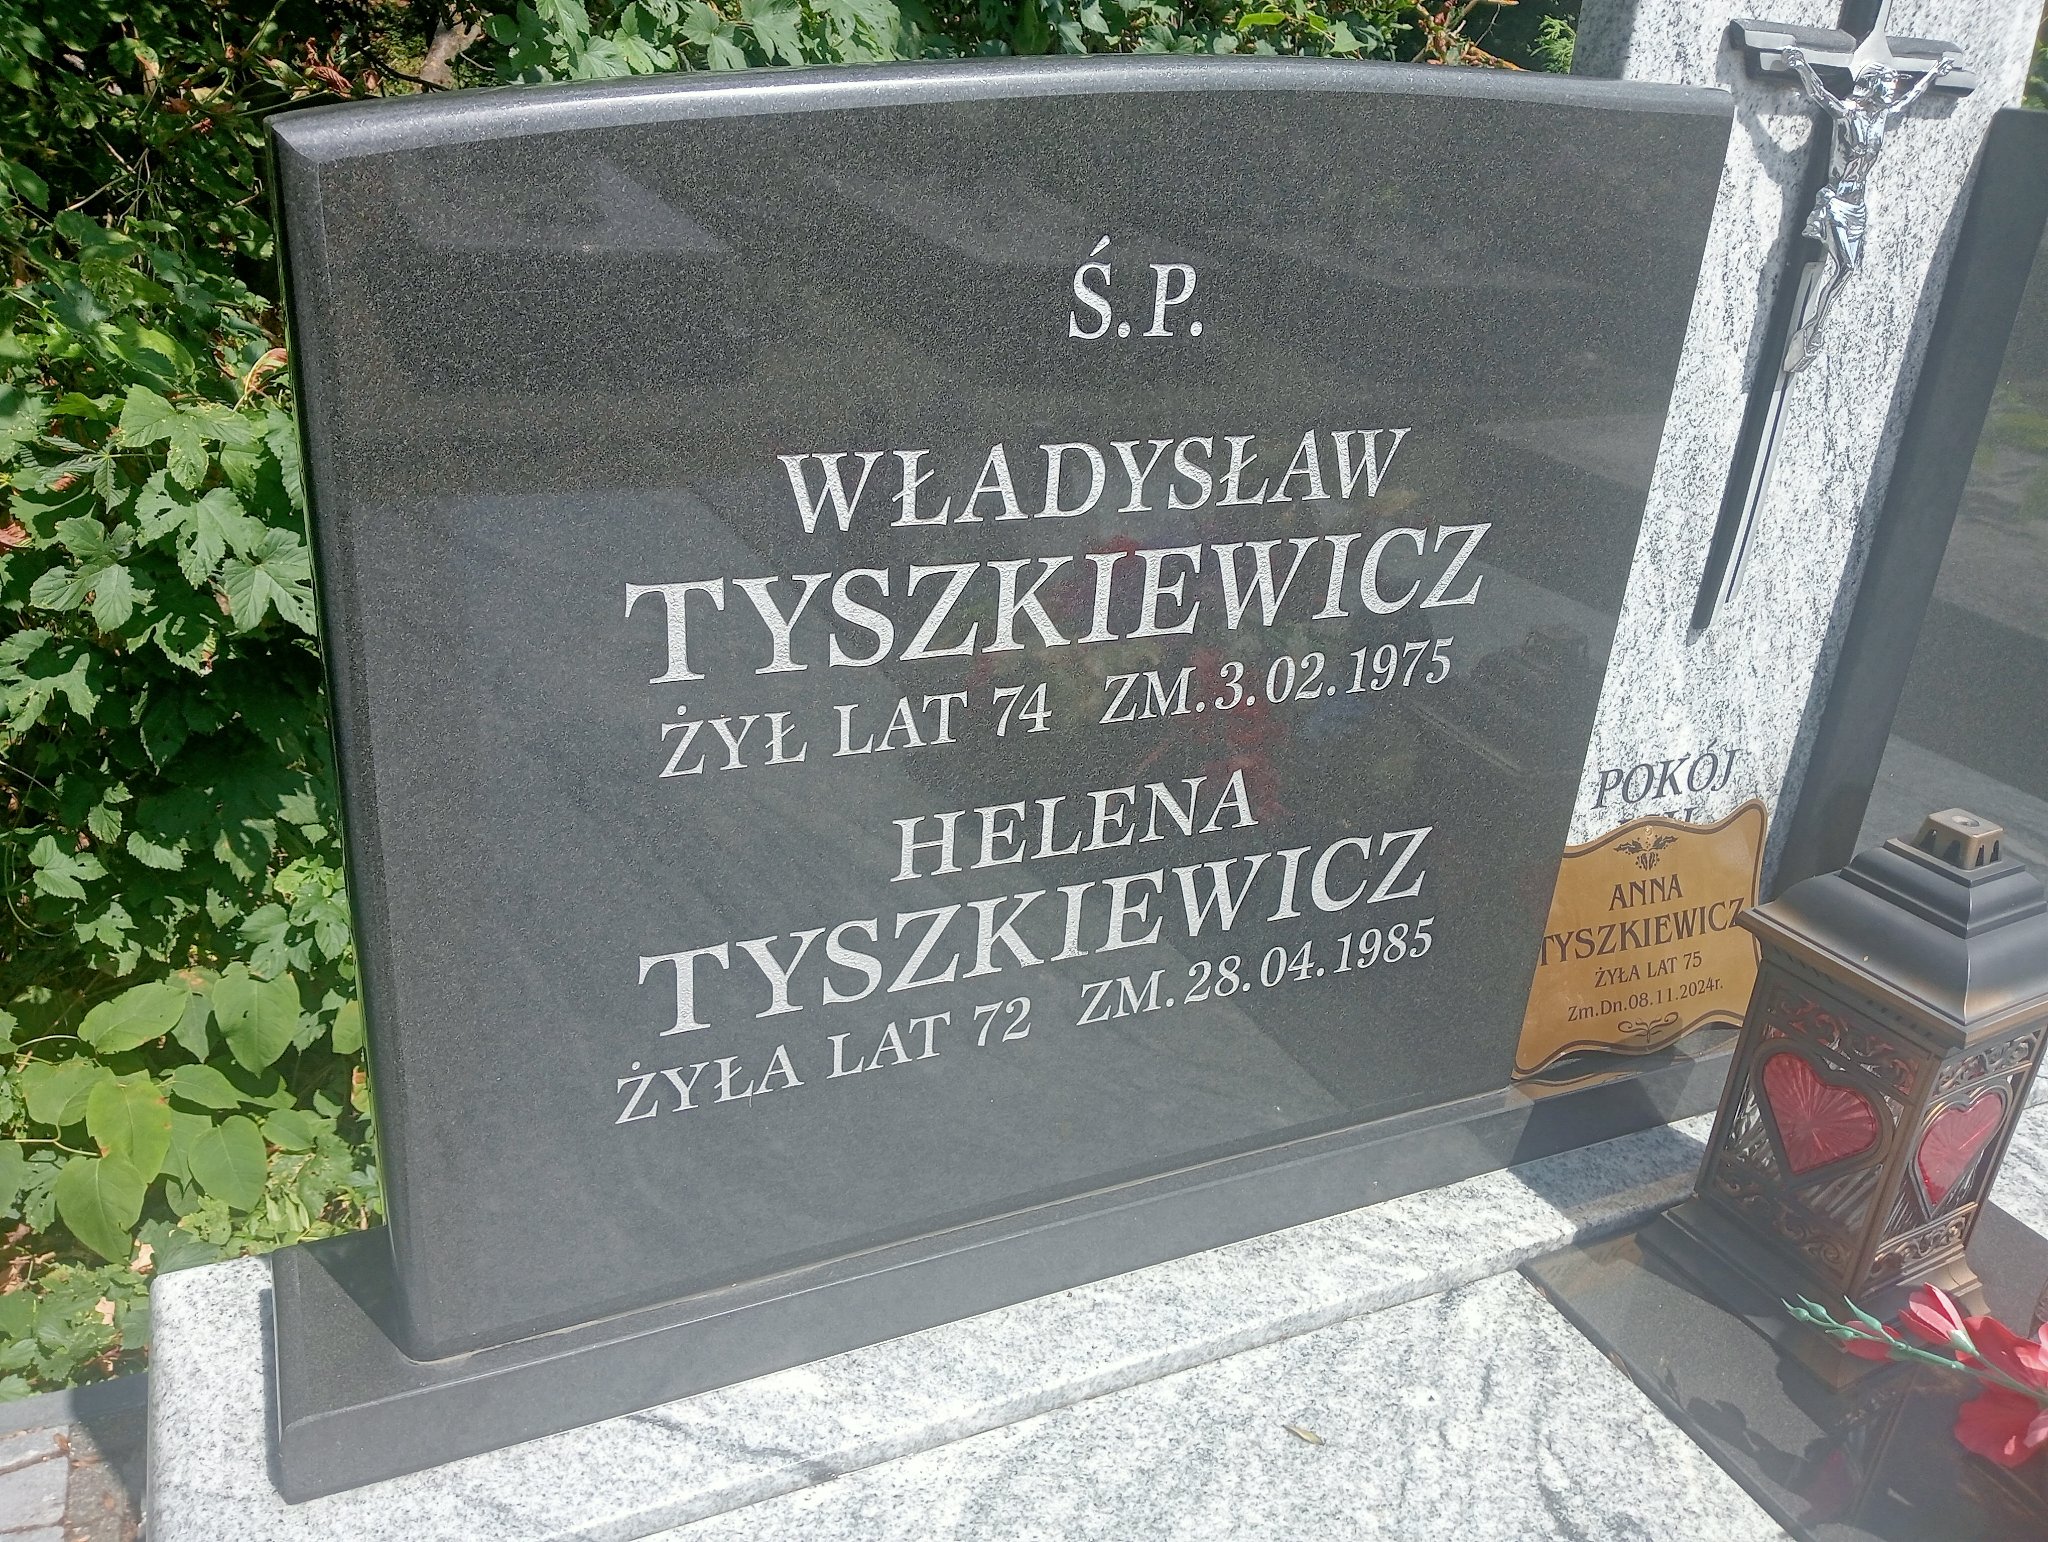 Ś.P.
WŁADYSŁAW
TYSZKIEWICZ
ŻYŁ LAT 74 ZM. 3.02.1975
HELENA
TYSZKIEWICZ
ŻYŁA LAT 72 ZM. 28.04.1985
POKÓJ
ANNA
TYSZKIEWICZ
ŻYŁA LAT 75
Zm.Dn.08.11.2024r.